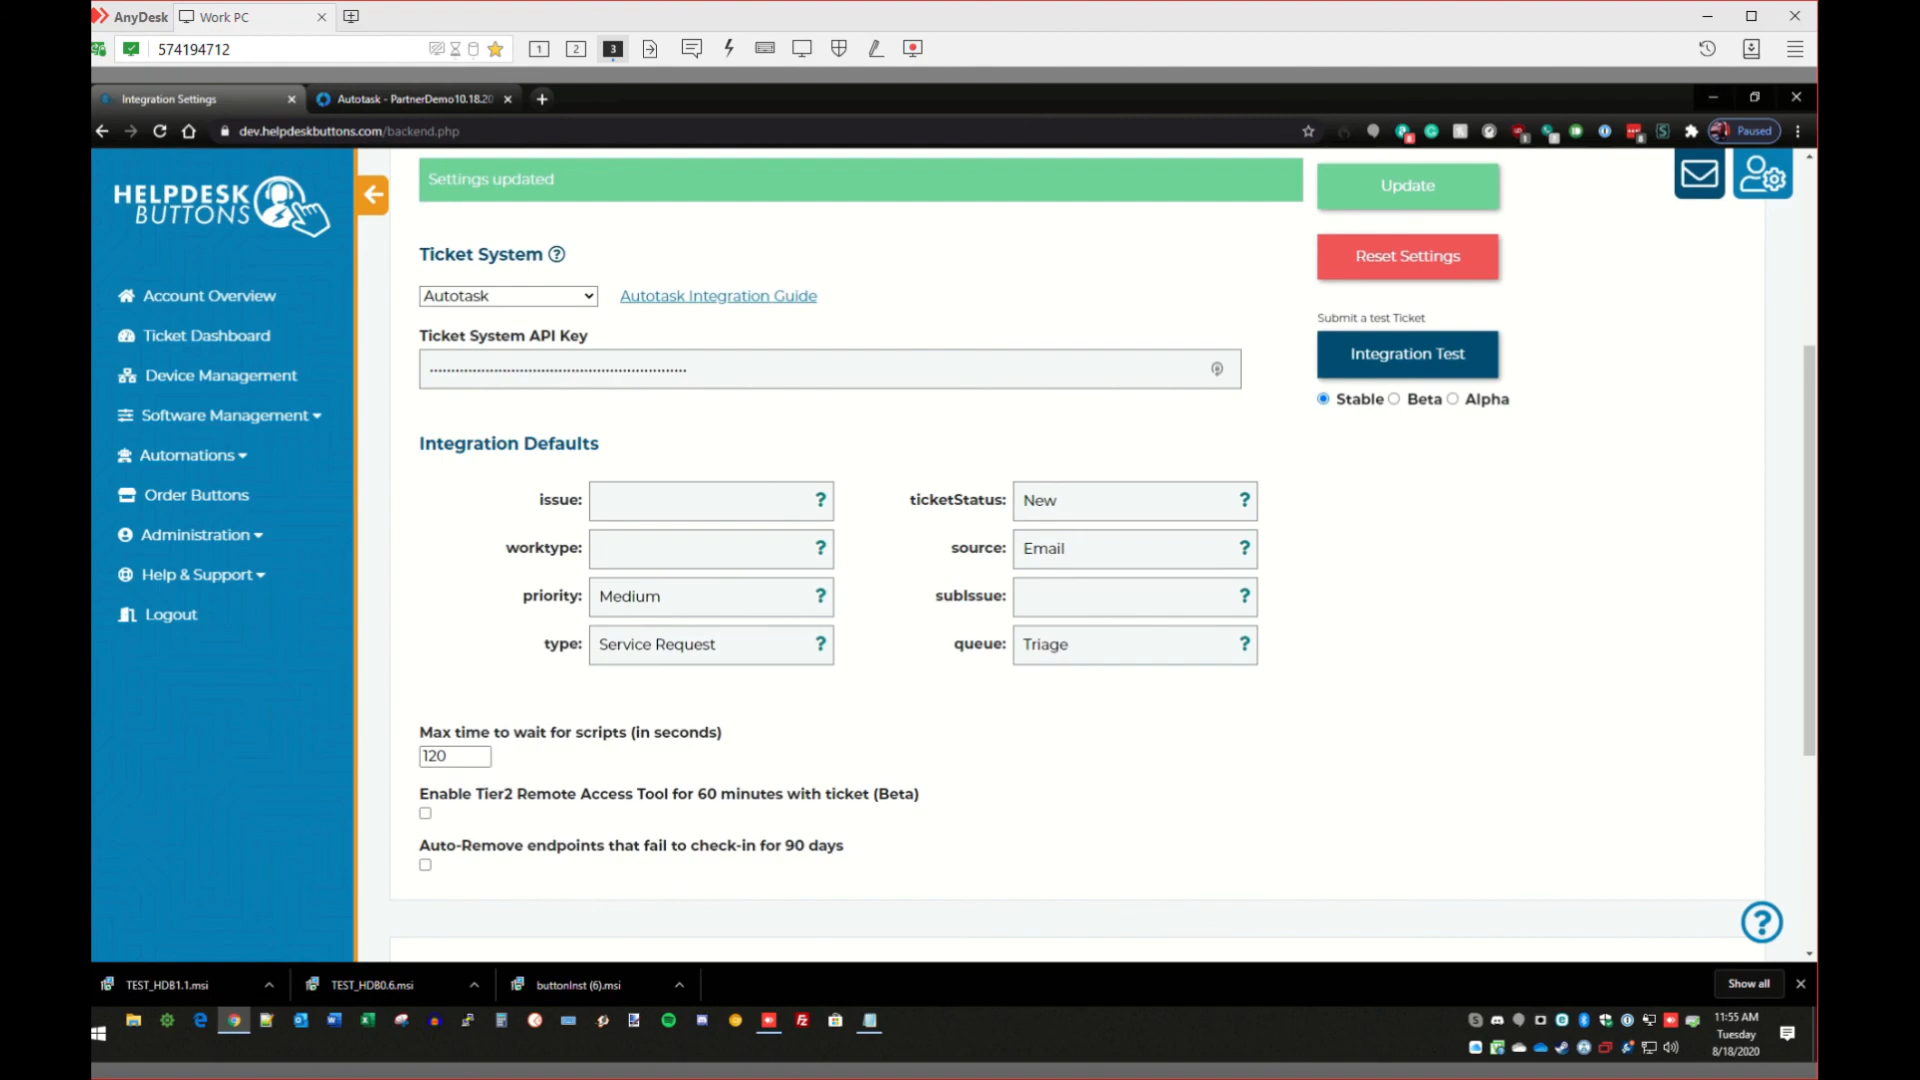 AnyDesk
Work PC
574194712
1
2
3
Integration Settings
Autotask - PartnerDemo10.18.20
dev.helpdeskbuttons.com/backend.php
Paused
HELPDESK
BUTTONS
Account Overview
Ticket Dashboard
Device Management
Software Management
Automations
Order Buttons
Administration
Help & Support
Logout
Settings updated
Update
Ticket System
Reset Settings
Autotask
Autotask Integration Guide
Submit a test Ticket
Ticket System API Key
Integration Test
Stable Beta Alpha
Integration Defaults
issue: ? ticketStatus: New ?
worktype: ? source: Email ?
priority: Medium ? subIssue: ?
type: Service Request ? queue: Triage ?
Max time to wait for scripts (in seconds)
120
Enable Tier2 Remote Access Tool for 60 minutes with ticket (Beta)
Auto-Remove endpoints that fail to check-in for 90 days
?
TEST_HDB1.1.msi
TEST_HDB0.6.msi
buttonInst (6).msi
Show all
11:55 AM
Tuesday
8/18/2020